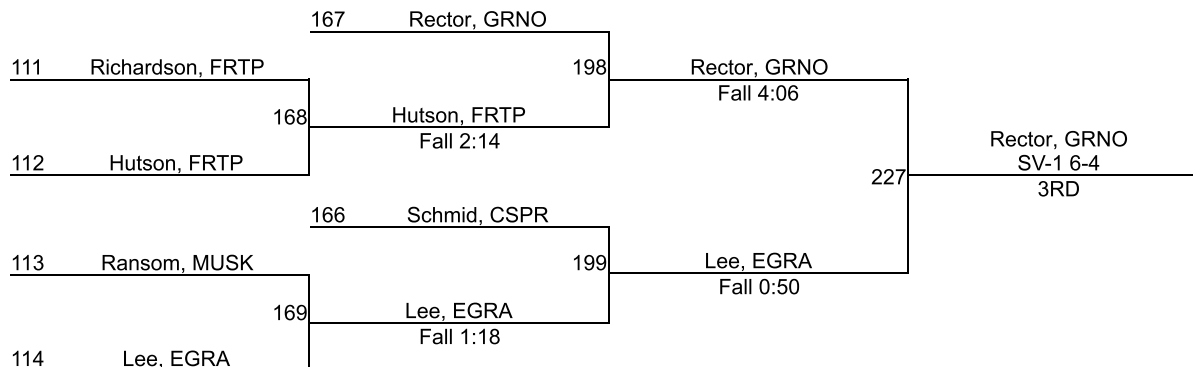 167 Rector, GRNO
111 Richardson, FRTP
198 Rector, GRNO
Fall 4:06
168 Hutson, FRTP
Fall 2:14
112 Hutson, FRTP
Rector, GRNO
SV-1 6-4
227
3RD
166 Schmid, CSPR
113 Ransom, MUSK
199 Lee, EGRA
Fall 0:50
169 Lee, EGRA
Fall 1:18
114 Lee, EGRA